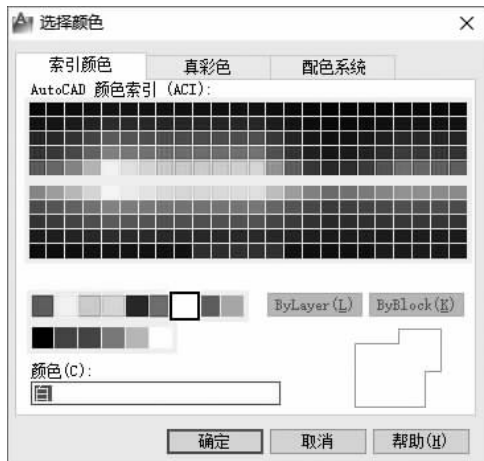 选择颜色
索引颜色 真彩色 配色系统
AutoCAD 颜色索引 (ACI):
ByLayer(L) ByBlock(K)
颜色(C):
白
确定 取消 帮助(H)